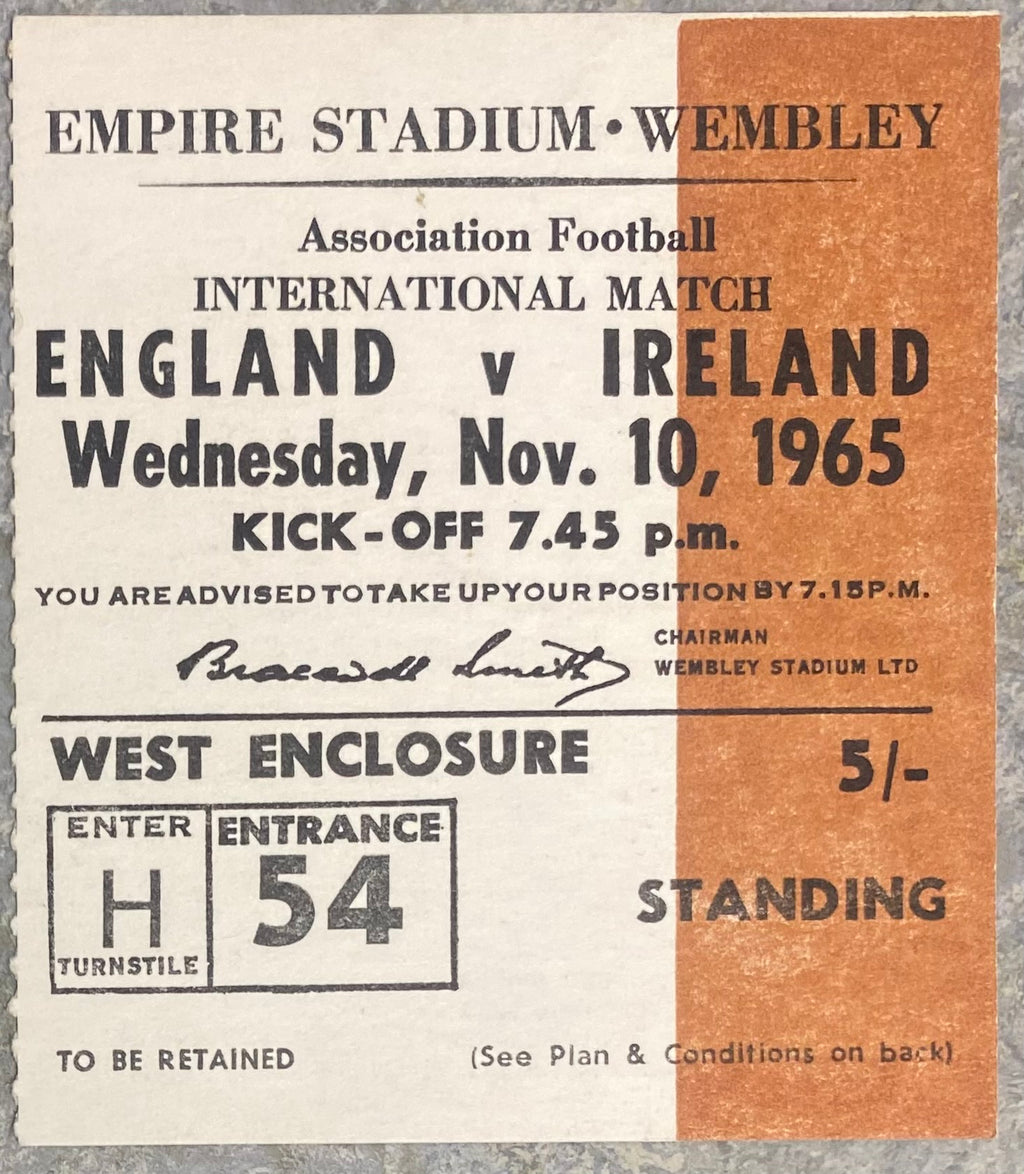 EMPIRE STADIUM • WEMBLEY
Association Football
INTERNATIONAL MATCH
ENGLAND v IRELAND
Wednesday, Nov. 10, 1965
KICK-OFF 7.45 p.m.
YOU ARE ADVISED TO TAKE UP YOUR POSITION BY 7.15 P.M.
Bracewell Smith
CHAIRMAN
WEMBLEY STADIUM LTD
WEST ENCLOSURE
5/-
ENTER
H
TURNSTILE
ENTRANCE
54
STANDING
TO BE RETAINED
(See Plan & Conditions on back)